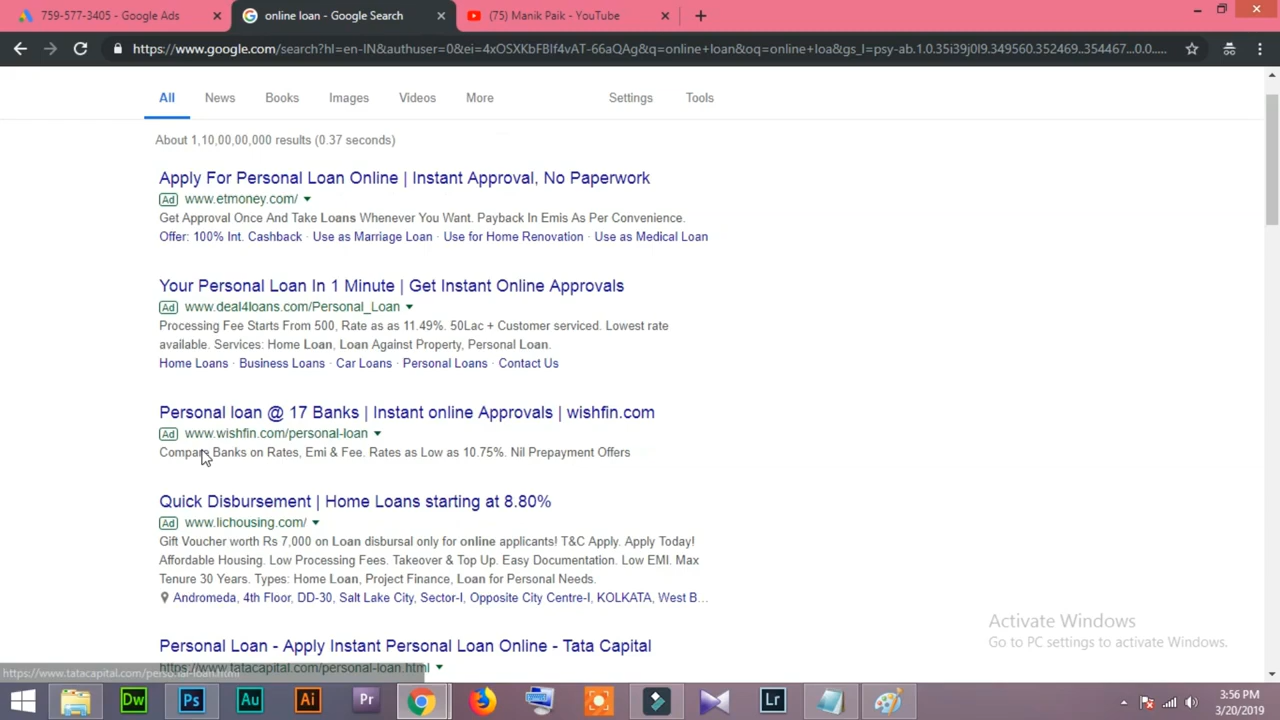 759-577-3405 - Google Ads
online loan - Google Search
(75) Manik Paik - YouTube
https://www.google.com/search?hl=en-IN&authuser=0&ei=4xOSXKbFBIf4vAT-66aQAg&q=online+loan&oq=online+loa&gs_l=psy-ab.1.0.35i39j0l9.349560.352469..354467...0.0.....
All
News
Books
Images
Videos
More
Settings
Tools
About 1,10,00,00,000 results (0.37 seconds)
Apply For Personal Loan Online | Instant Approval, No Paperwork
Ad www.etmoney.com/
Get Approval Once And Take Loans Whenever You Want. Payback In Emis As Per Convenience.
Offer: 100% Int. Cashback · Use as Marriage Loan · Use for Home Renovation · Use as Medical Loan
Your Personal Loan In 1 Minute | Get Instant Online Approvals
Ad www.deal4loans.com/Personal_Loan
Processing Fee Starts From 500, Rate as as 11.49%. 50Lac + Customer serviced. Lowest rate
available. Services: Home Loan, Loan Against Property, Personal Loan.
Home Loans · Business Loans · Car Loans · Personal Loans · Contact Us
Personal loan @ 17 Banks | Instant online Approvals | wishfin.com
Ad www.wishfin.com/personal-loan
Compare Banks on Rates, Emi & Fee. Rates as Low as 10.75%. Nil Prepayment Offers
Quick Disbursement | Home Loans starting at 8.80%
Ad www.lichousing.com/
Gift Voucher worth Rs 7,000 on Loan disbursal only for online applicants! T&C Apply. Apply Today!
Affordable Housing. Low Processing Fees. Takeover & Top Up. Easy Documentation. Low EMI. Max
Tenure 30 Years. Types: Home Loan, Project Finance, Loan for Personal Needs.
Andromeda, 4th Floor, DD-30, Salt Lake City, Sector-I, Opposite City Centre-I, KOLKATA, West B...
Activate Windows
Go to PC settings to activate Windows.
Personal Loan - Apply Instant Personal Loan Online - Tata Capital
https://www.tatacapital.com/personal-loan.html
https://www.tatacapital.com/personal-loan.html
Dw
Ps
Au
Ai
Pr
Lr
3:56 PM
3/20/2019